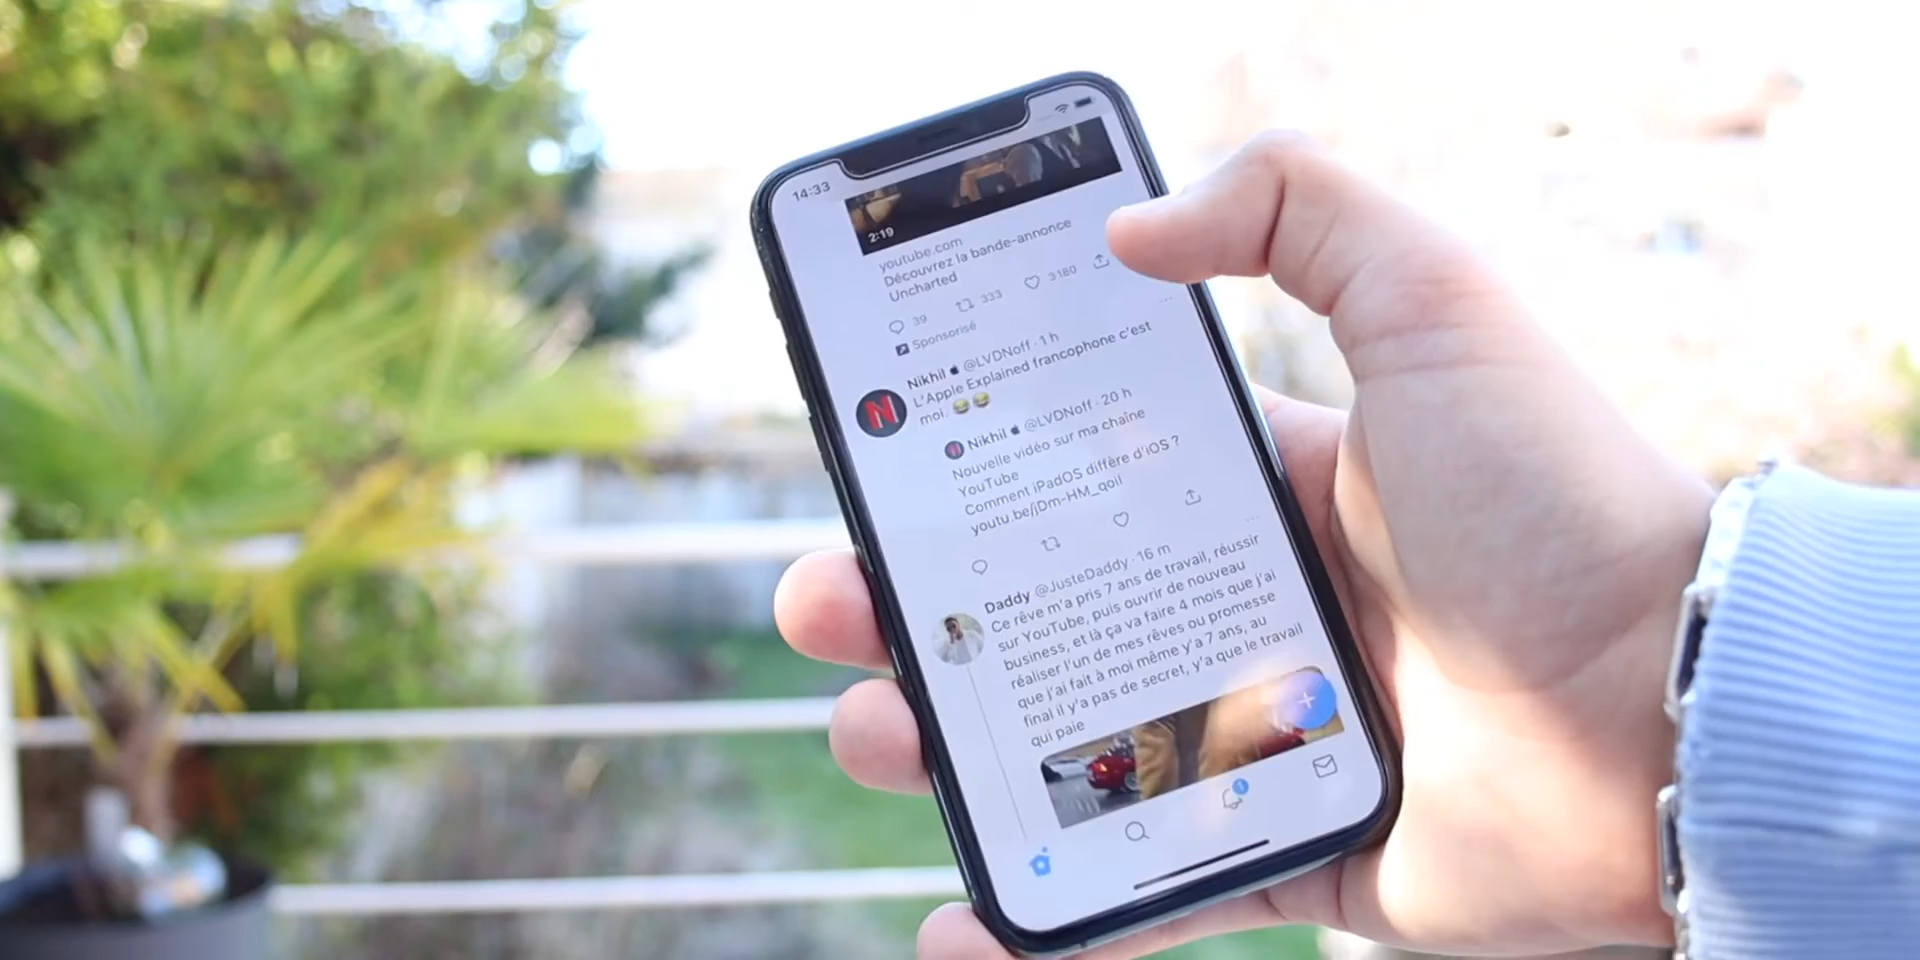 14:33
2:19
youtube.com
Découvrez la bande-annonce
Uncharted
39 333 3180
Sponsorisé
Nikhil @LVDNoff · 1 h
L'Apple Explained francophone c'est
moi. 😂😂
N
Nikhil @LVDNoff · 20 h
Nouvelle vidéo sur ma chaîne
YouTube
Comment iPadOS diffère d'iOS ?
youtu.be/jDm-HM_qoiI
Daddy @JusteDaddy · 16 m
Ce rêve m'a pris 7 ans de travail, réussir
sur YouTube, puis ouvrir de nouveau
business, et là ça va faire 4 mois que j'ai
réaliser l'un de mes rêves ou promesse
que j'ai fait à moi même y'a 7 ans, au
final il y'a pas de secret, y'a que le travail
qui paie
1